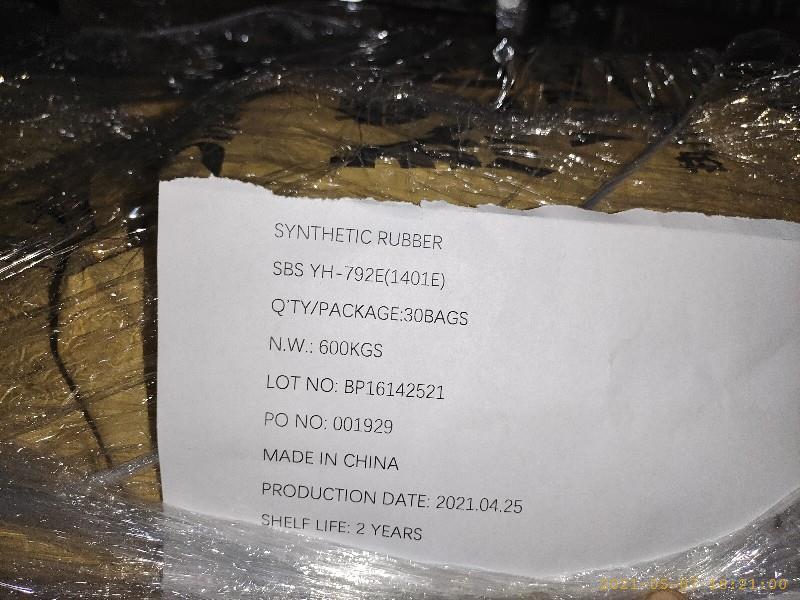 SYNTHETIC RUBBER
SBS YH-792E(1401E)
Q'TY/PACKAGE:30BAGS
N.W.: 600KGS
LOT NO: BP16142521
PO NO: 001929
MADE IN CHINA
PRODUCTION DATE: 2021.04.25
SHELF LIFE: 2 YEARS